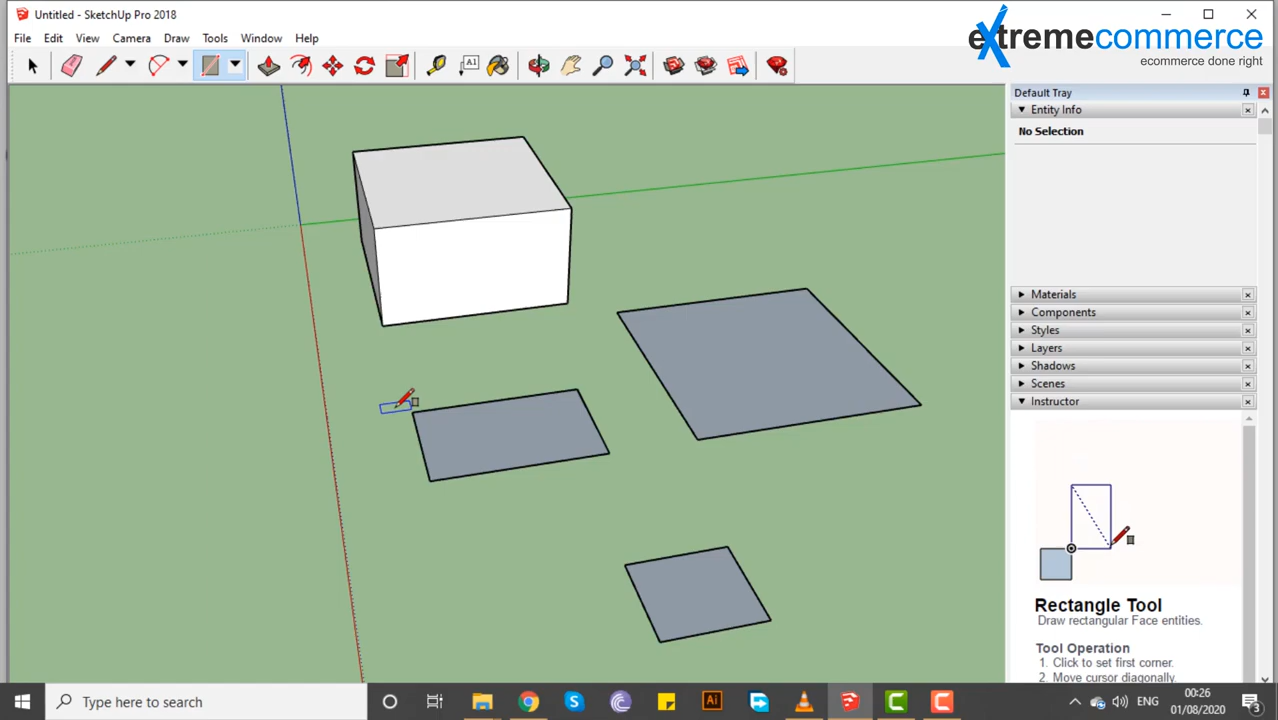 Untitled - SketchUp Pro 2018
extremecommerce
ecommerce done right
File Edit View Camera Draw Tools Window Help
A1
Default Tray
Entity Info
No Selection
Materials
Components
Styles
Layers
Shadows
Scenes
Instructor
Rectangle Tool
Draw rectangular Face entities.
Tool Operation
1. Click to set first corner.
2. Move cursor diagonally.
Type here to search
Ai
ENG
00:26
01/08/2020
3